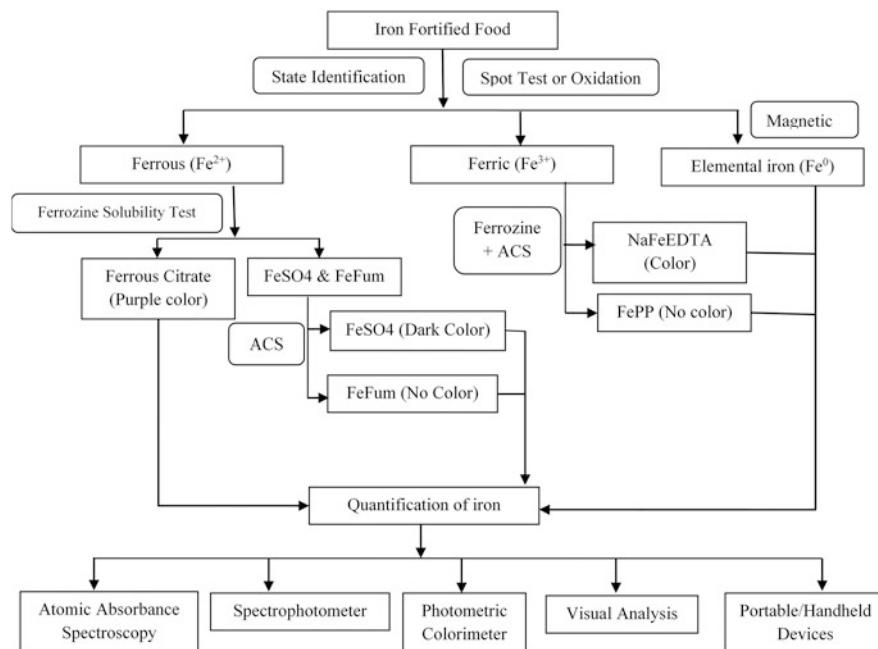 Iron Fortified Food
State Identification
Spot Test or Oxidation
Magnetic
Ferrous (Fe²⁺)
Ferric (Fe³⁺)
Elemental iron (Fe⁰)
Ferrozine Solubility Test
Ferrozine
+ ACS
NaFeEDTA
(Color)
Ferrous Citrate
(Purple color)
FeSO4 & FeFum
FePP (No color)
ACS
FeSO4 (Dark Color)
FeFum (No Color)
Quantification of iron
Atomic Absorbance
Spectroscopy
Spectrophotometer
Photometric
Colorimeter
Visual Analysis
Portable/Handheld
Devices